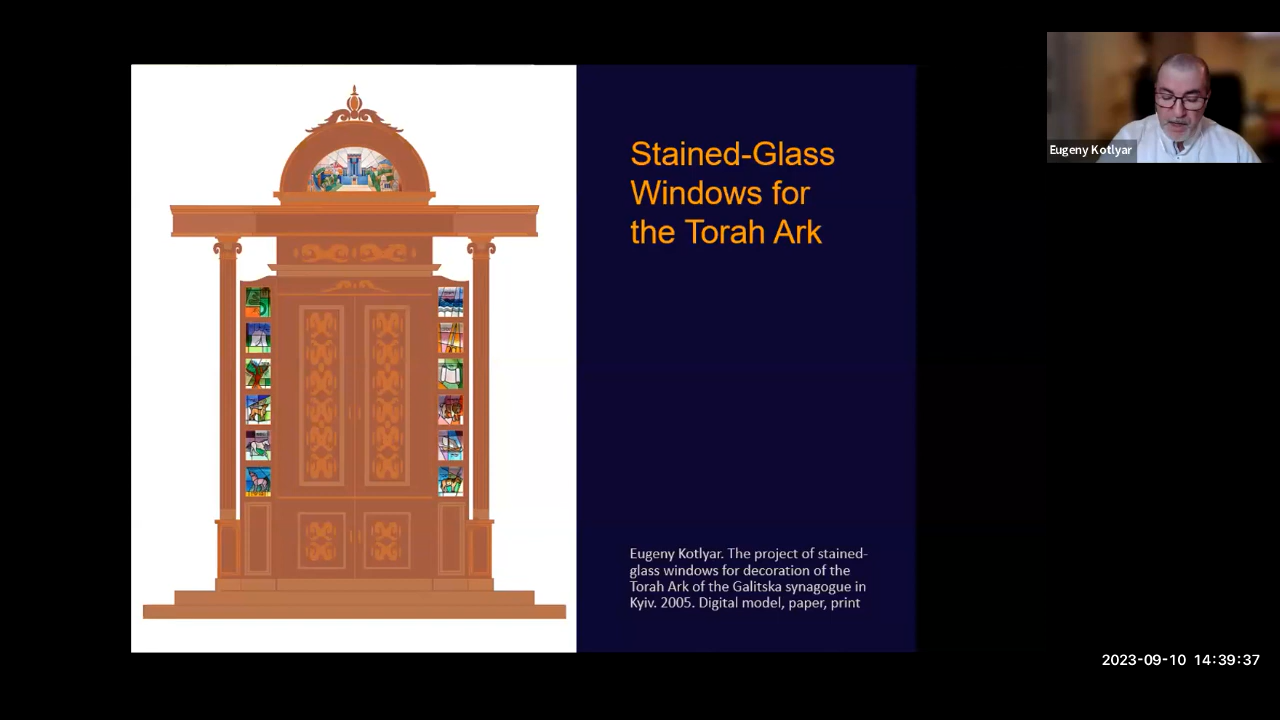 Stained-Glass
Windows for
the Torah Ark
Eugeny Kotlyar. The project of stained-
glass windows for decoration of the
Torah Ark of the Galitska synagogue in
Kyiv. 2005. Digital model, paper, print
Eugeny Kotlyar
2023-09-10 14:39:37